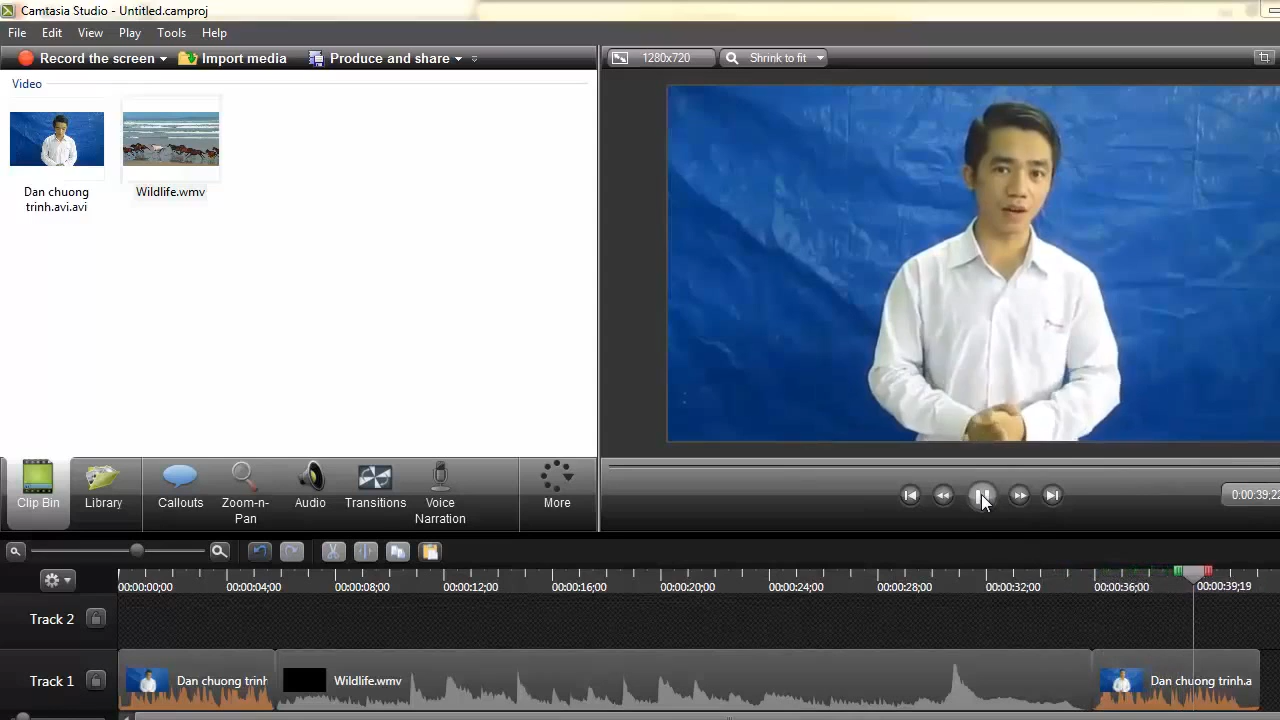 Camtasia Studio - Untitled.camproj
File Edit View Play Tools Help
Record the screen Import media Produce and share
1280x720 Shrink to fit
Video
Dan chuong
trinh.avi.avi
Wildlife.wmv
Clip Bin Library Callouts Zoom-n-
Pan Audio Transitions Voice
Narration More
0:00:39;22
00:00:00;00 00:00:04;00 00:00:08;00 00:00:12;00 00:00:16;00 00:00:20;00 00:00:24;00 00:00:28;00 00:00:32;00 00:00:36;00 00:00:39;19
Track 2
Track 1 Dan chuong trinh Wildlife.wmv Dan chuong trinh.a